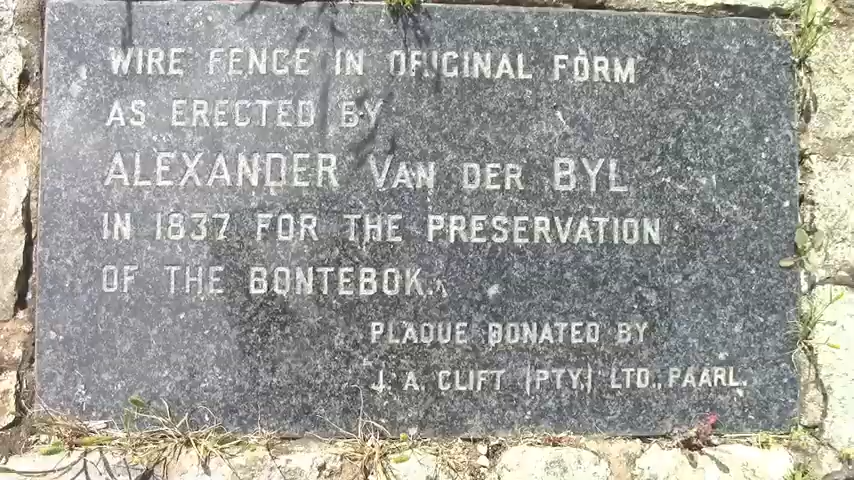 WIRE FENCE IN ORIGINAL FORM
AS ERECTED BY
ALEXANDER VAN DER BYL
IN 1837 FOR THE PRESERVATION
OF THE BONTEBOK.
PLAQUE DONATED BY
J. A. CLIFT (PTY.) LTD., PAARL.